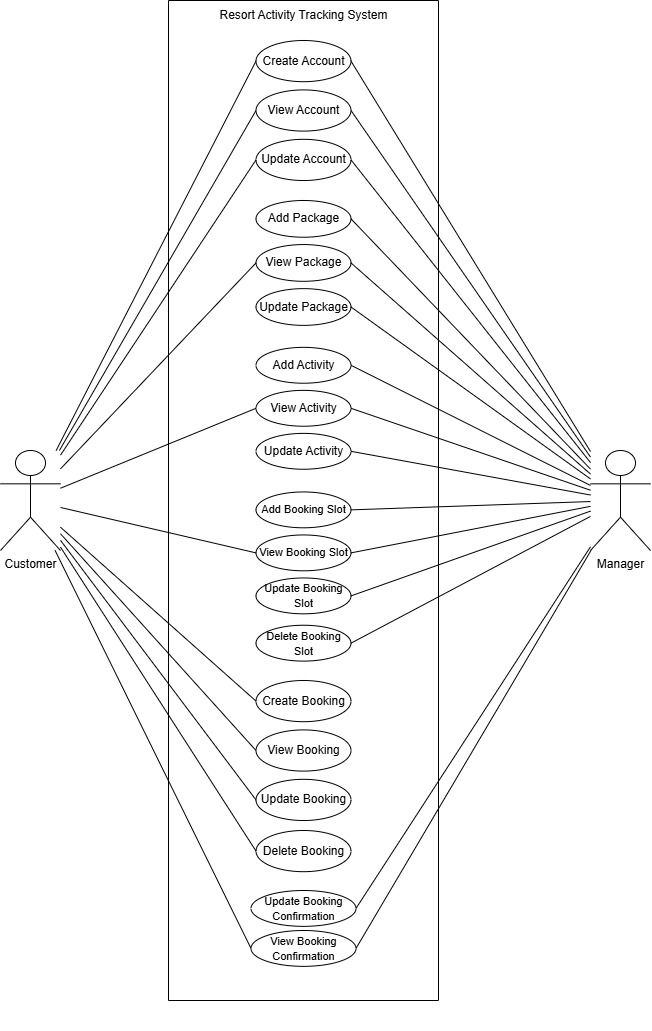 Resort Activity Tracking System
Create Account
View Account
Update Account
Add Package
View Package
Update Package
Add Activity
View Activity
Update Activity
Add Booking Slot
View Booking Slot
Update Booking
Slot
Delete Booking
Slot
Customer
Manager
Create Booking
View Booking
Update Booking
Delete Booking
Update Booking
Confirmation
View Booking
Confirmation